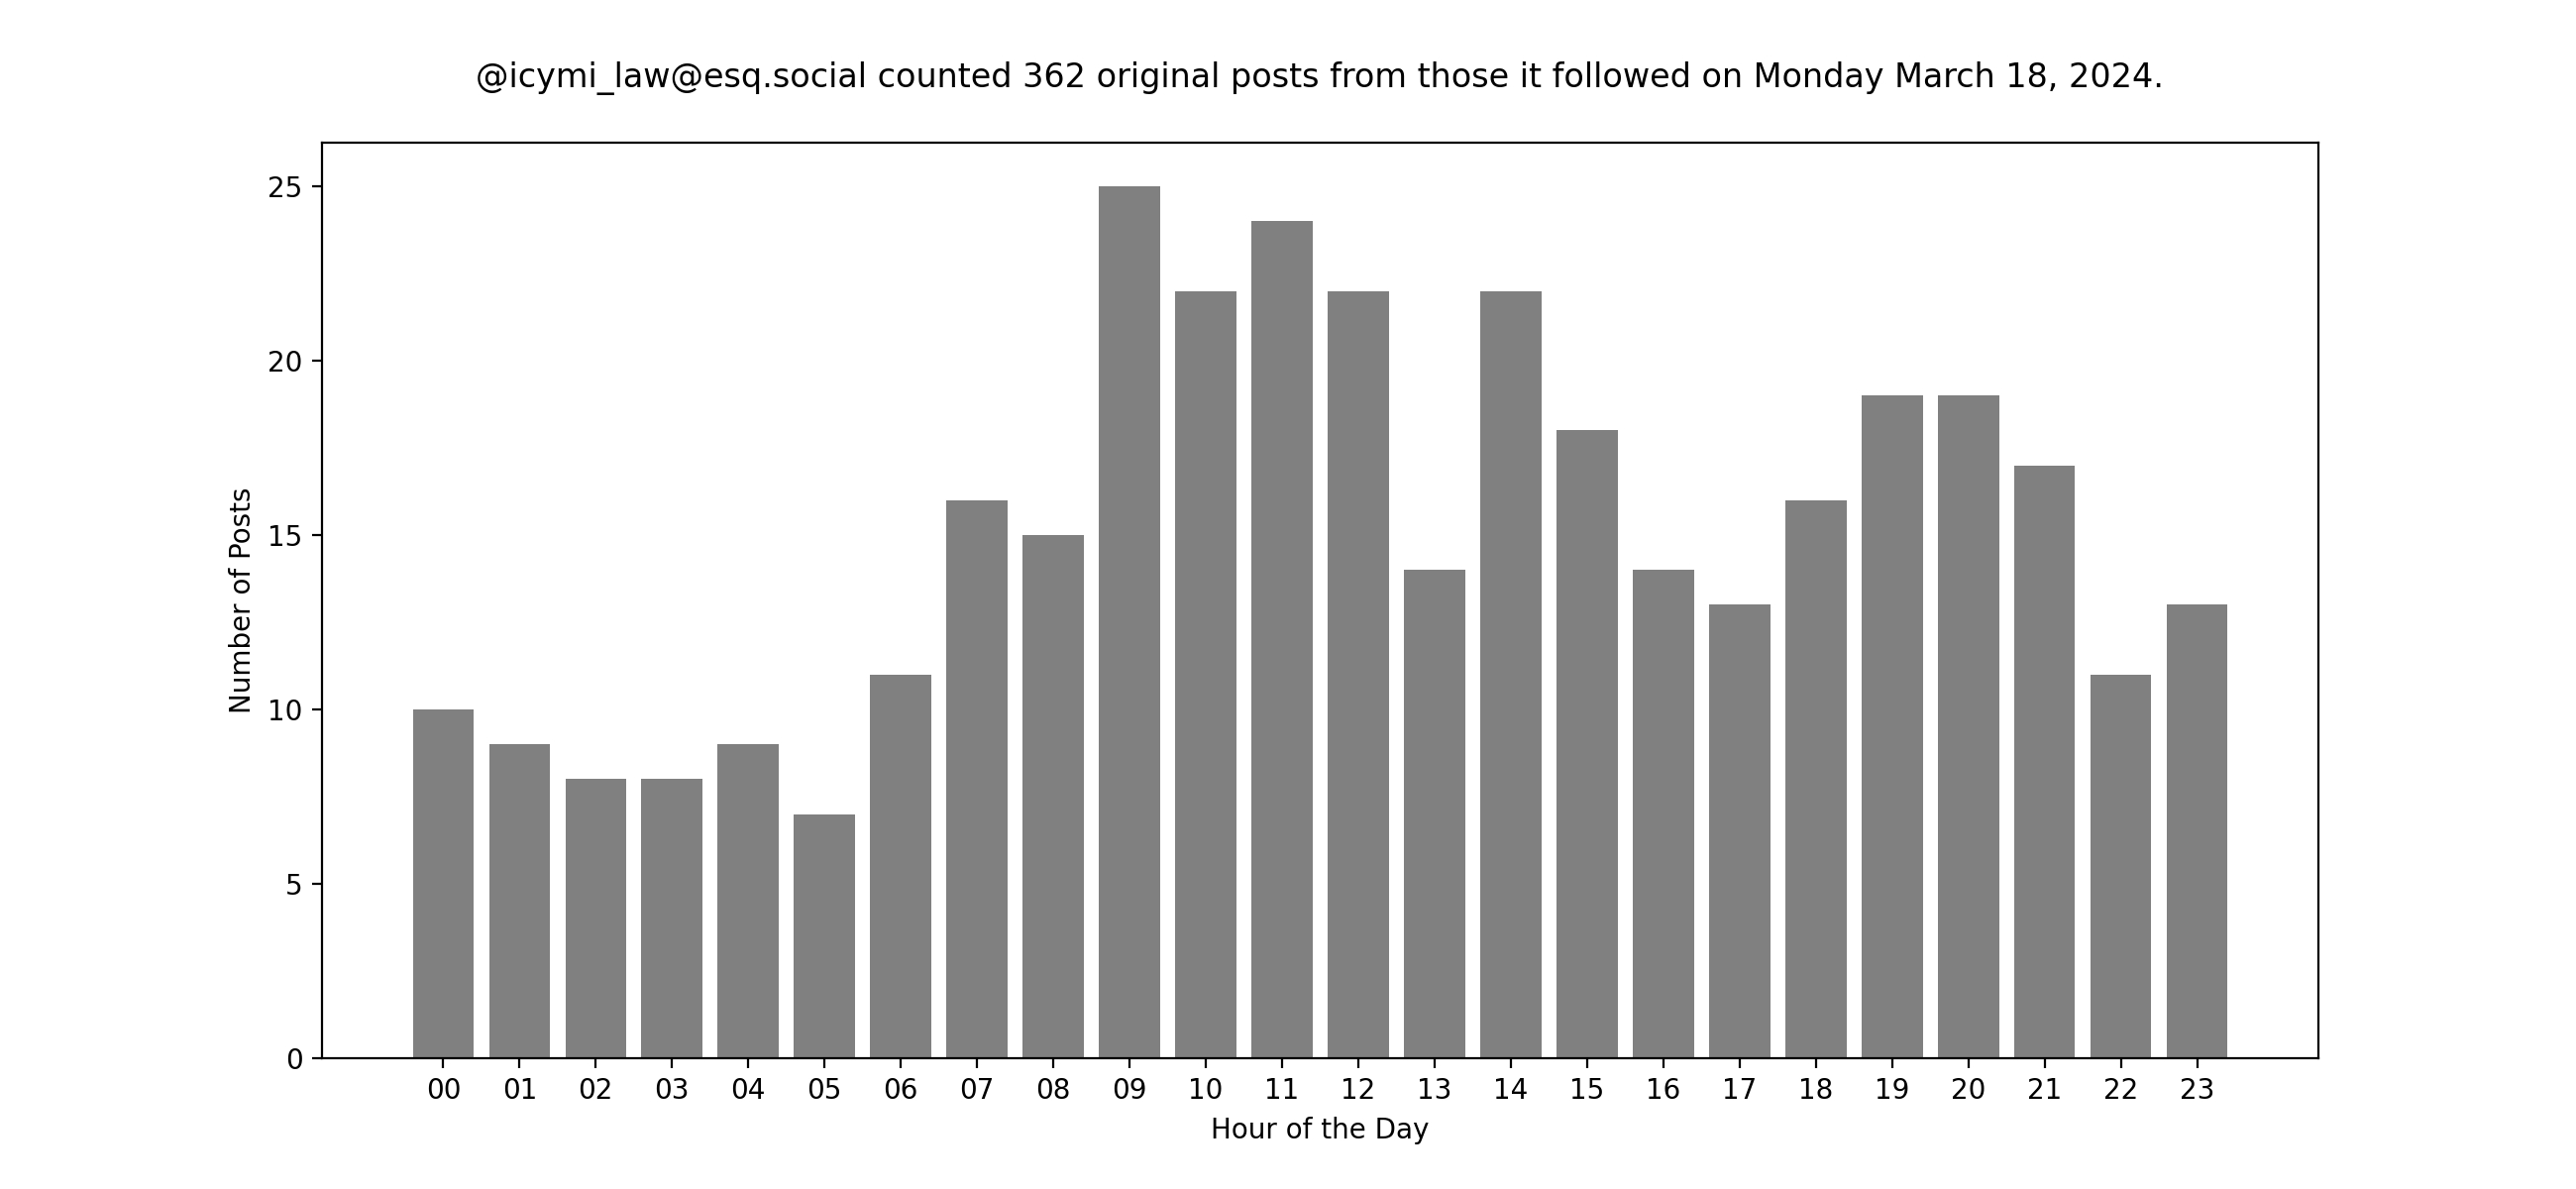 @icymi_law@esq.social counted 362 original posts from those it followed on Monday March 18, 2024.
25
20
15
10
5
0
Number of Posts
00 01 02 03 04 05 06 07 08 09 10 11 12 13 14 15 16 17 18 19 20 21 22 23
Hour of the Day